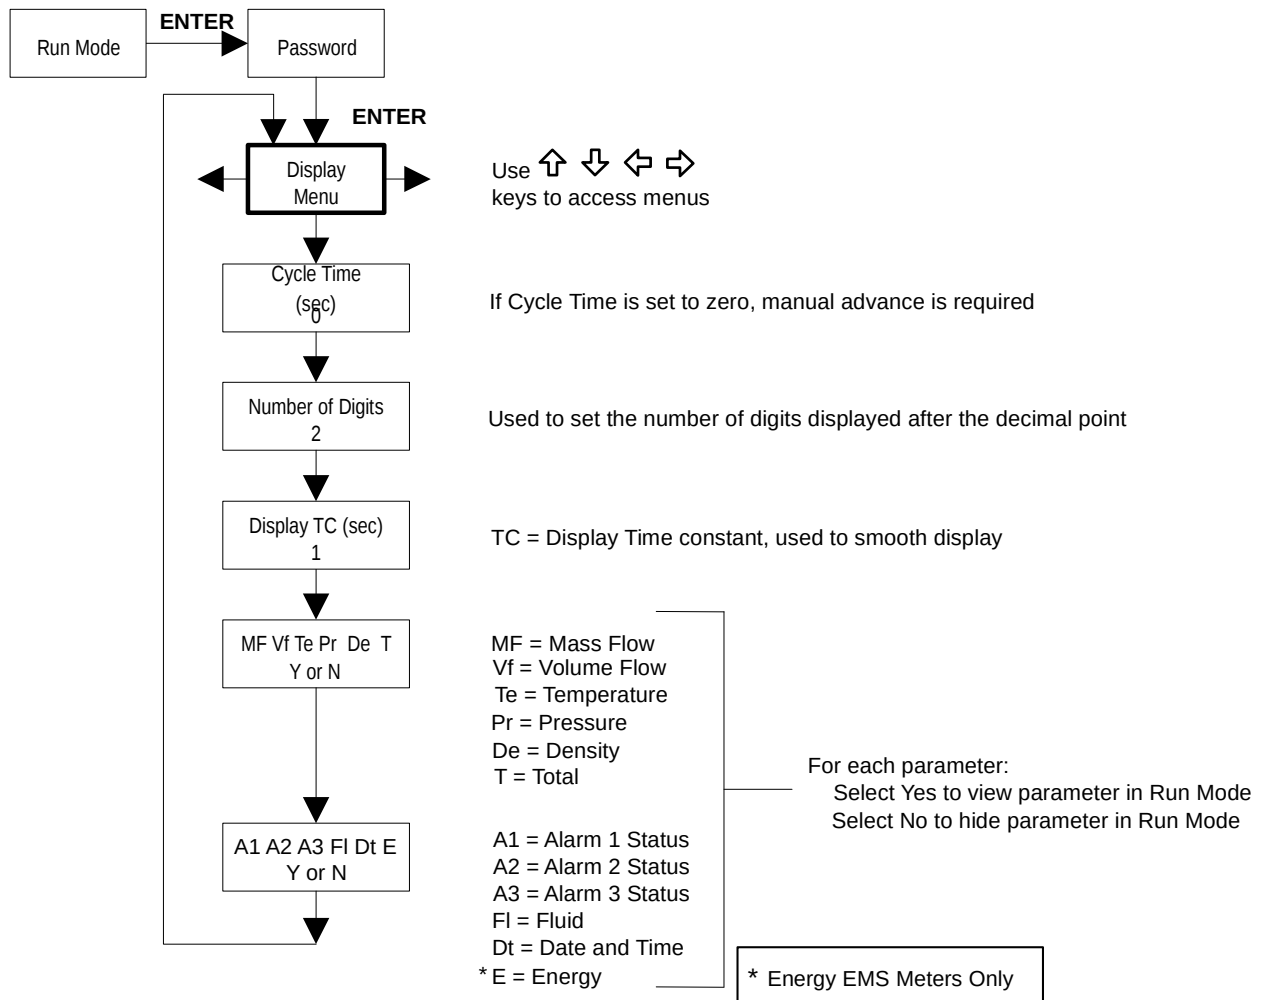 ENTER
Run Mode
Password
ENTER
Display
Menu
Use
keys to access menus
Cycle Time
(sec)
0
If Cycle Time is set to zero, manual advance is required
Number of Digits
2
Used to set the number of digits displayed after the decimal point
Display TC (sec)
1
TC = Display Time constant, used to smooth display
MF Vf Te Pr De T
Y or N
MF = Mass Flow
Vf = Volume Flow
Te = Temperature
Pr = Pressure
De = Density
T = Total
For each parameter:
Select Yes to view parameter in Run Mode
Select No to hide parameter in Run Mode
A1 A2 A3 Fl Dt E
Y or N
A1 = Alarm 1 Status
A2 = Alarm 2 Status
A3 = Alarm 3 Status
Fl = Fluid
Dt = Date and Time
* E = Energy
* Energy EMS Meters Only